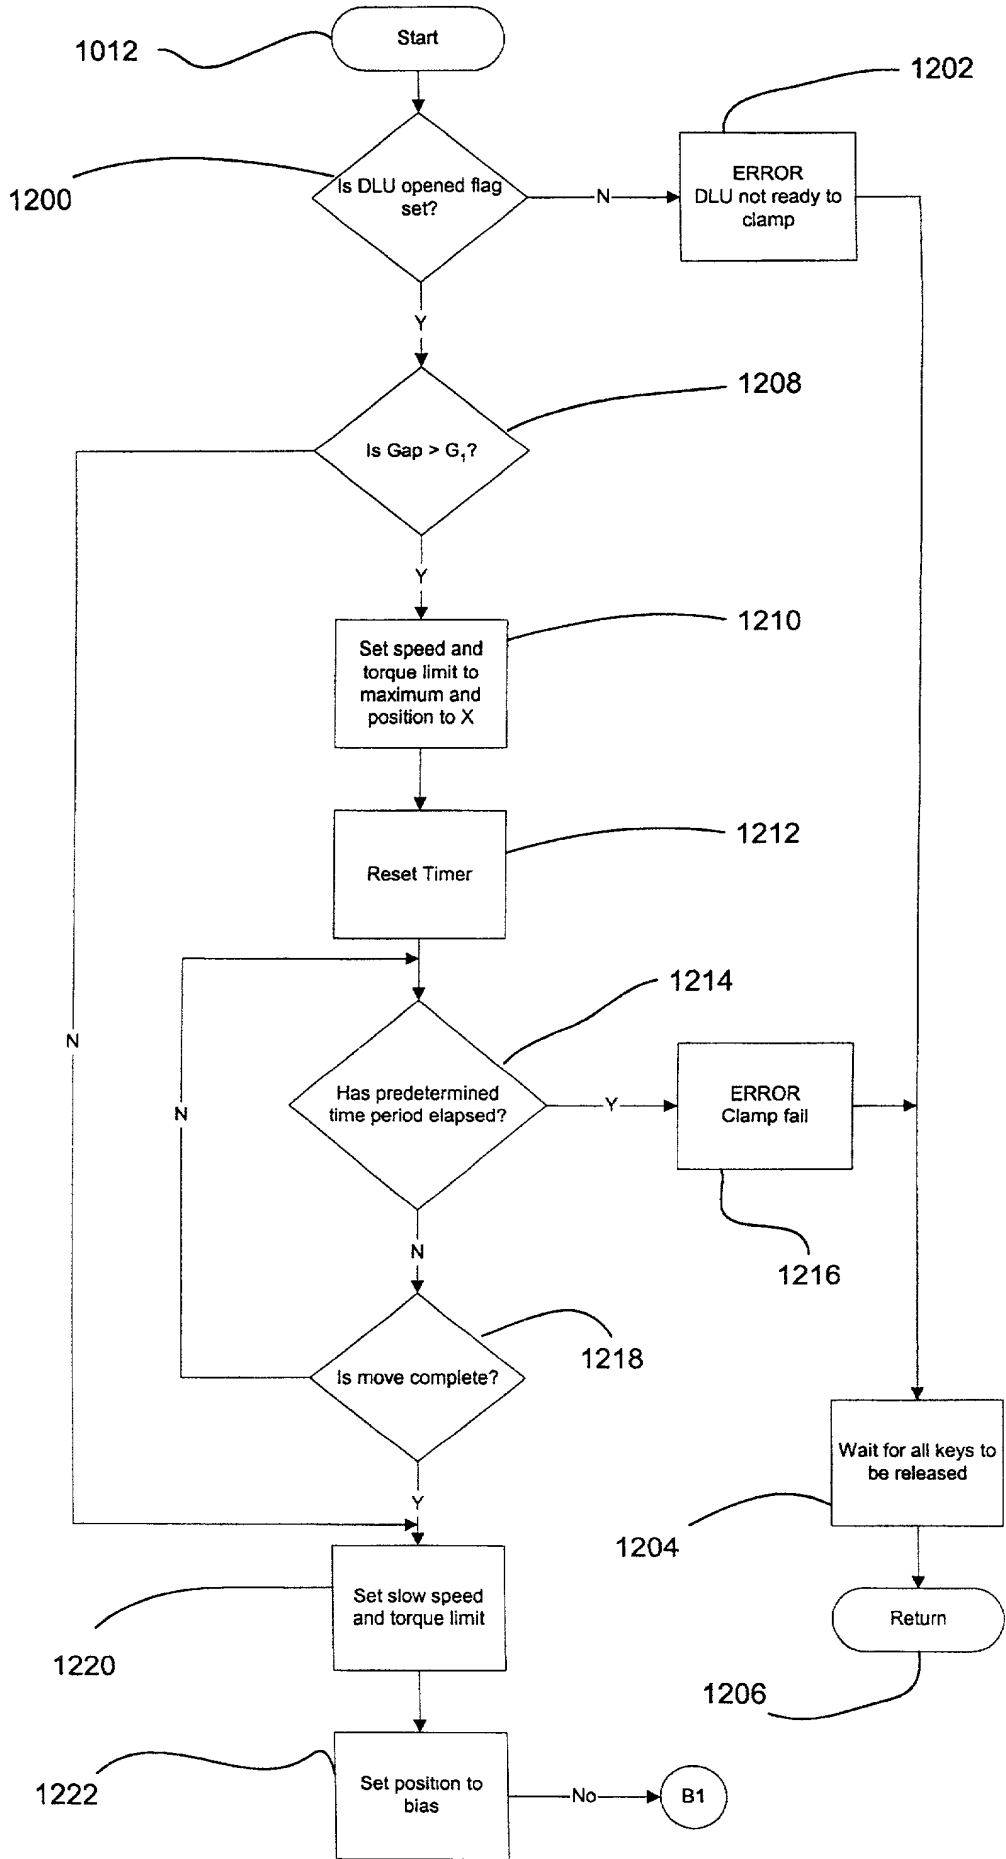 Start
1012
1202
ERROR
DLU not ready to
clamp
Is DLU opened flag
set?
N
1200
Y
1208
Is Gap > G₁?
Y
1210
Set speed and
torque limit to
maximum and
position to X
1212
Reset Timer
1214
N
Has predetermined
time period elapsed?
Y
ERROR
Clamp fail
N
N
1216
1218
Is move complete?
Wait for all keys to
be released
Y
1204
Set slow speed
and torque limit
Return
1220
1206
Set position to
bias
No
B1
1222